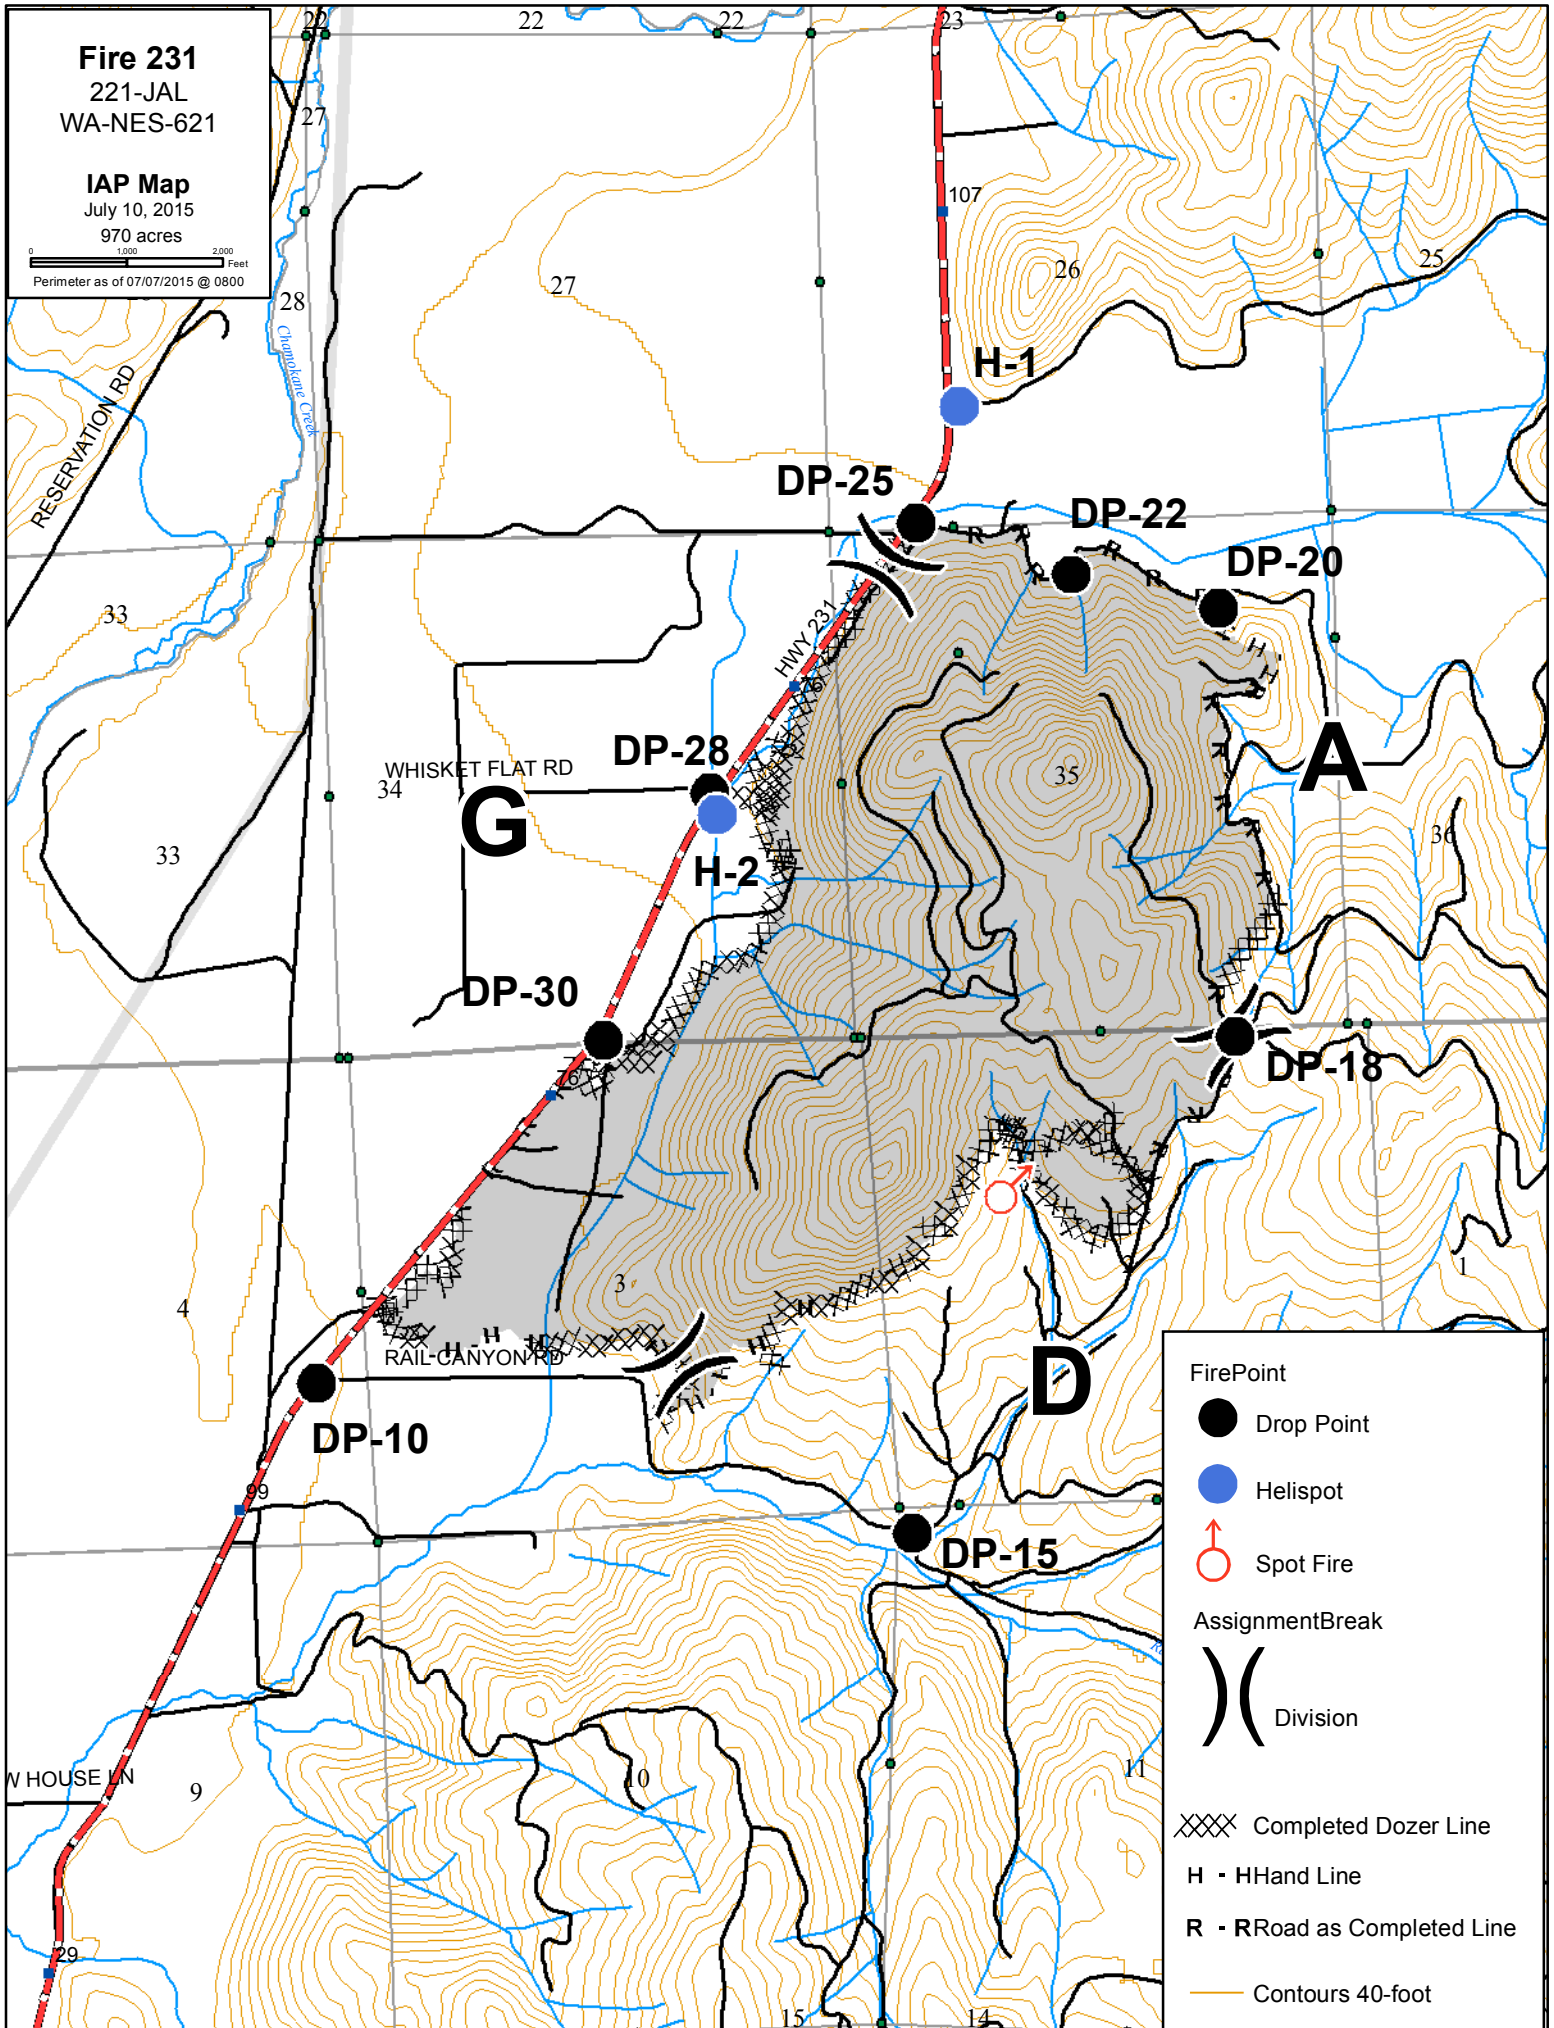 Fire 231
221-JAL
WA-NES-621
IAP Map
July 10, 2015
970 acres
0 1,000 2,000
Feet
Perimeter as of 07/07/2015 @ 0800
22
22
22
23
27
107
26
25
27
28
Chamokane Creek
RESERVATION RD
H-1
DP-25
DP-22
DP-20
33
HWY 231
76
A
DP-28
WHISKET FLAT RD
34
35
G
33
36
H-2
DP-30
DP-18
76
3
4
1
RAIL CANYON RD
D
DP-10
99
DP-15
W HOUSE LN
9
10
11
29
15
14
R
R
R
R
R
R
H
R
R
R
R
R
R
R
R
R
H
H
H
H
H
H
FirePoint
Drop Point
Helispot
Spot Fire
AssignmentBreak
Division
Completed Dozer Line
H - H Hand Line
R - R Road as Completed Line
Contours 40-foot